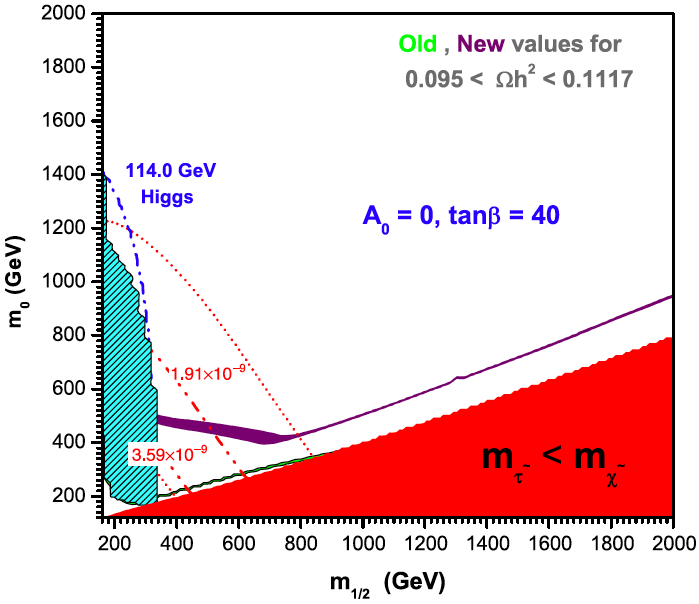 2000
1800
1600
1400
1200
1000
800
600
400
200
m₀ (GeV)
Old , New values for
0.095 < Ωh² < 0.1117
114.0 GeV
Higgs
A₀ = 0, tanβ = 40
1.91×10⁻⁹
3.59×10⁻⁹
m_τ̃ < m_χ̃
200 400 600 800 1000 1200 1400 1600 1800 2000
m₁/₂ (GeV)